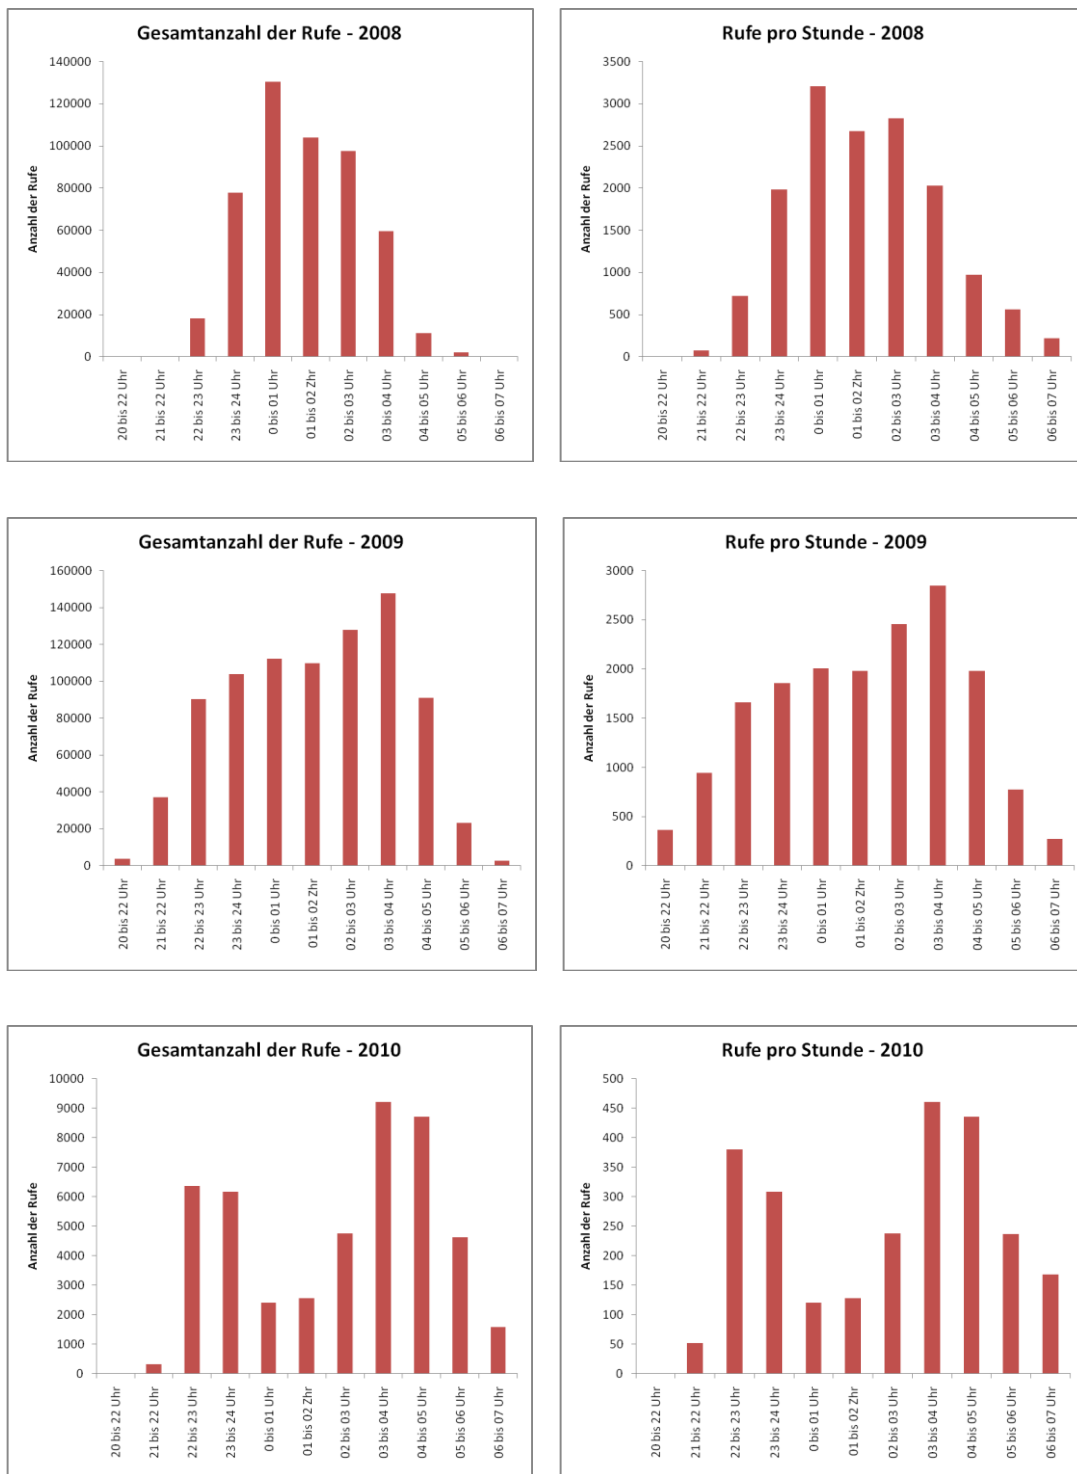 Gesamtanzahl der Rufe - 2008
Anzahl der Rufe
140000
120000
100000
80000
60000
40000
20000
0
20 bis 22 Uhr
21 bis 22 Uhr
22 bis 23 Uhr
23 bis 24 Uhr
0 bis 01 Uhr
01 bis 02 Zhr
02 bis 03 Uhr
03 bis 04 Uhr
04 bis 05 Uhr
05 bis 06 Uhr
06 bis 07 Uhr
Rufe pro Stunde - 2008
Anzahl der Rufe
3500
3000
2500
2000
1500
1000
500
0
20 bis 22 Uhr
21 bis 22 Uhr
22 bis 23 Uhr
23 bis 24 Uhr
0 bis 01 Uhr
01 bis 02 Zhr
02 bis 03 Uhr
03 bis 04 Uhr
04 bis 05 Uhr
05 bis 06 Uhr
06 bis 07 Uhr
Gesamtanzahl der Rufe - 2009
Anzahl der Rufe
160000
140000
120000
100000
80000
60000
40000
20000
0
20 bis 22 Uhr
21 bis 22 Uhr
22 bis 23 Uhr
23 bis 24 Uhr
0 bis 01 Uhr
01 bis 02 Zhr
02 bis 03 Uhr
03 bis 04 Uhr
04 bis 05 Uhr
05 bis 06 Uhr
06 bis 07 Uhr
Rufe pro Stunde - 2009
Anzahl der Rufe
3000
2500
2000
1500
1000
500
0
20 bis 22 Uhr
21 bis 22 Uhr
22 bis 23 Uhr
23 bis 24 Uhr
0 bis 01 Uhr
01 bis 02 Zhr
02 bis 03 Uhr
03 bis 04 Uhr
04 bis 05 Uhr
05 bis 06 Uhr
06 bis 07 Uhr
Gesamtanzahl der Rufe - 2010
Anzahl der Rufe
10000
9000
8000
7000
6000
5000
4000
3000
2000
1000
0
20 bis 22 Uhr
21 bis 22 Uhr
22 bis 23 Uhr
23 bis 24 Uhr
0 bis 01 Uhr
01 bis 02 Zhr
02 bis 03 Uhr
03 bis 04 Uhr
04 bis 05 Uhr
05 bis 06 Uhr
06 bis 07 Uhr
Rufe pro Stunde - 2010
Anzahl der Rufe
500
450
400
350
300
250
200
150
100
50
0
20 bis 22 Uhr
21 bis 22 Uhr
22 bis 23 Uhr
23 bis 24 Uhr
0 bis 01 Uhr
01 bis 02 Zhr
02 bis 03 Uhr
03 bis 04 Uhr
04 bis 05 Uhr
05 bis 06 Uhr
06 bis 07 Uhr